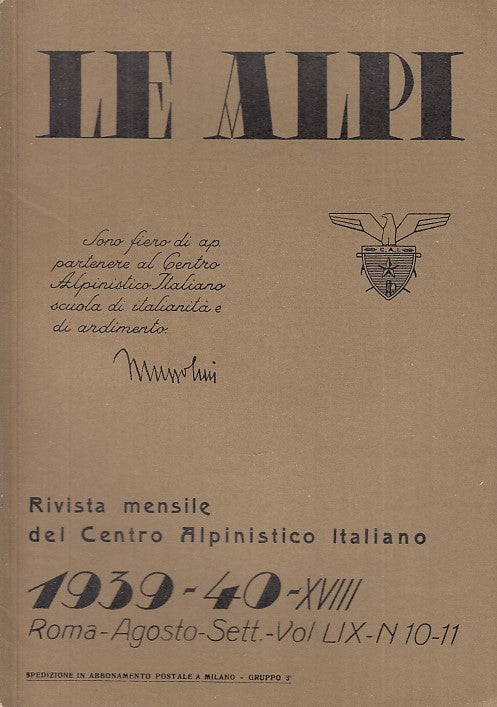 LE ALPI
Sono fiero di ap
partenere al Centro
Alpinistico Italiano
scuola di italianità e
di ardimento.
Mussolini
C.A.I.
Rivista mensile
del Centro Alpinistico Italiano
1939-40-XVIII
Roma-Agosto-Sett.-Vol LIX-N 10-11
SPEDIZIONE IN ABBONAMENTO POSTALE A MILANO - GRUPPO 3°